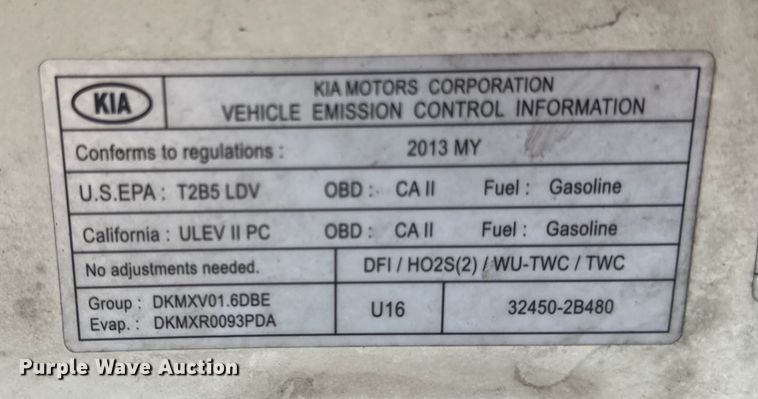 KIA
KIA MOTORS CORPORATION
VEHICLE EMISSION CONTROL INFORMATION
Conforms to regulations : 2013 MY
U.S.EPA : T2B5 LDV OBD : CA II Fuel : Gasoline
California : ULEV II PC OBD : CA II Fuel : Gasoline
No adjustments needed. DFI / HO2S(2) / WU-TWC / TWC
Group : DKMXV01.6DBE
Evap. : DKMXR0093PDA
U16 32450-2B480
Purple Wave Auction